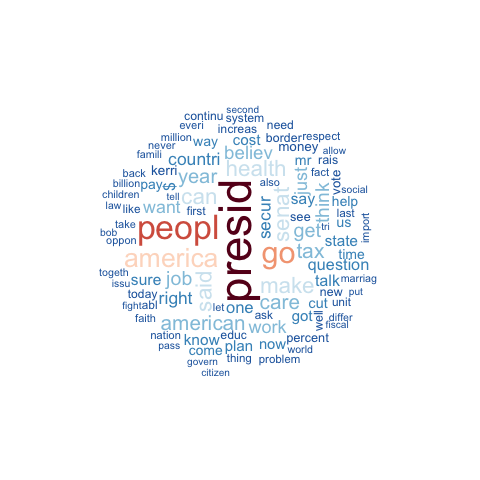 second
continu system
everi increas need
million way cost border respect
never believ money allow
famili countri health mr rais
back kerri year just fact vote
billion pay $ can also think social
children tell want senat say help
law like first secur see last import
take peopl presid get tri us
bob go tax state
oppon america time
togeth sure job said make question
issu talk marriag
today right care new put
fight abl let one cut unit
faith american ask got well differ
work fiscal
nation know educ now percent
pass come plan world
govern thing problem
citizen